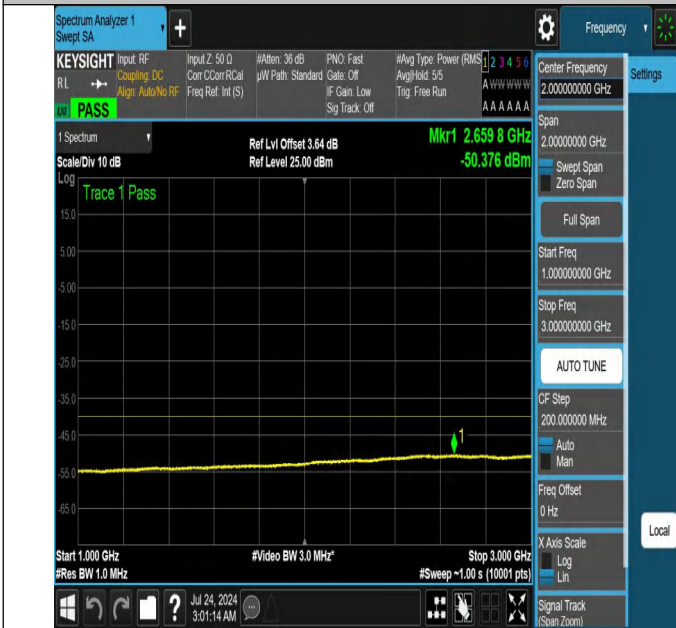 Spectrum Analyzer 1
Swept SA
+
Frequency
KEYSIGHT
RL
PASS
Input: RF
Coupling: DC
Align: Auto/No RF
Input Z: 50 Ω
Corr CCorr RCal
Freq Ref: Int (S)
#Atten: 36 dB
µW Path: Standard
PNO: Fast
Gate: Off
IF Gain: Low
Sig Track: Off
#Avg Type: Power (RMS
Avg|Hold: 5/5
Trig: Free Run
1 2 3 4 5 6
A W W W W W
A A A A A A
1 Spectrum
Scale/Div 10 dB
Log
Ref Lvl Offset 3.64 dB
Ref Level 25.00 dBm
Mkr1 2.659 8 GHz
-50.376 dBm
Trace 1 Pass
15.0
5.00
-5.00
-15.0
-25.0
-35.0
-45.0
-55.0
-65.0
1
Start 1.000 GHz
#Res BW 1.0 MHz
#Video BW 3.0 MHz*
Stop 3.000 GHz
#Sweep ~1.00 s (10001 pts)
Jul 24, 2024
3:01:14 AM
Center Frequency
2.000000000 GHz
Settings
Span
2.00000000 GHz
Swept Span
Zero Span
Full Span
Start Freq
1.000000000 GHz
Stop Freq
3.000000000 GHz
AUTO TUNE
CF Step
200.000000 MHz
Auto
Man
Freq Offset
0 Hz
X Axis Scale
Log
Lin
Local
Signal Track
(Span Zoom)